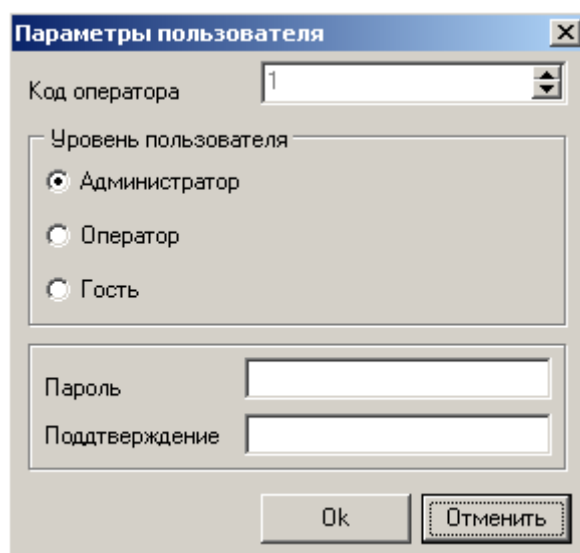 Параметры пользователя
Код оператора 1
Уровень пользователя
Администратор
Оператор
Гость
Пароль
Поддтверждение
Ok Отменить